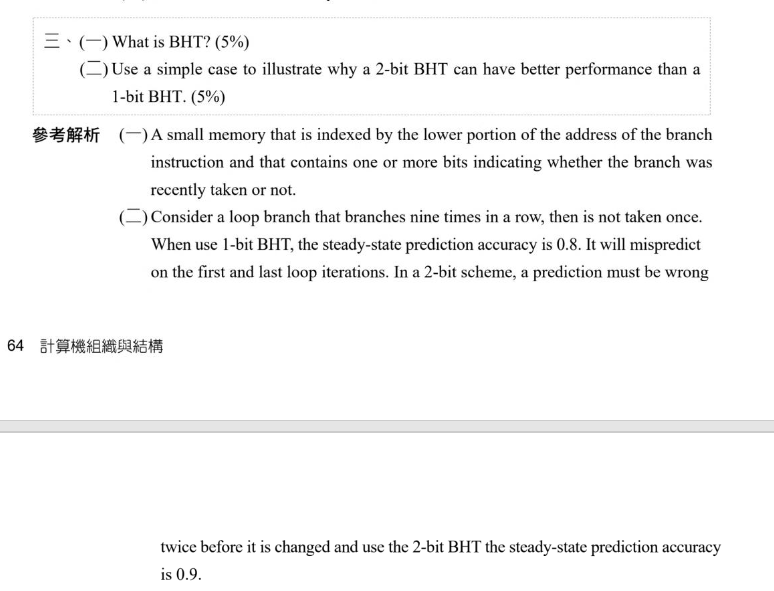 三、(一) What is BHT? (5%)
(二) Use a simple case to illustrate why a 2-bit BHT can have better performance than a
1-bit BHT. (5%)
參考解析 (一) A small memory that is indexed by the lower portion of the address of the branch
instruction and that contains one or more bits indicating whether the branch was
recently taken or not.
(二) Consider a loop branch that branches nine times in a row, then is not taken once.
When use 1-bit BHT, the steady-state prediction accuracy is 0.8. It will mispredict
on the first and last loop iterations. In a 2-bit scheme, a prediction must be wrong
64 計算機組織與結構
twice before it is changed and use the 2-bit BHT the steady-state prediction accuracy
is 0.9.